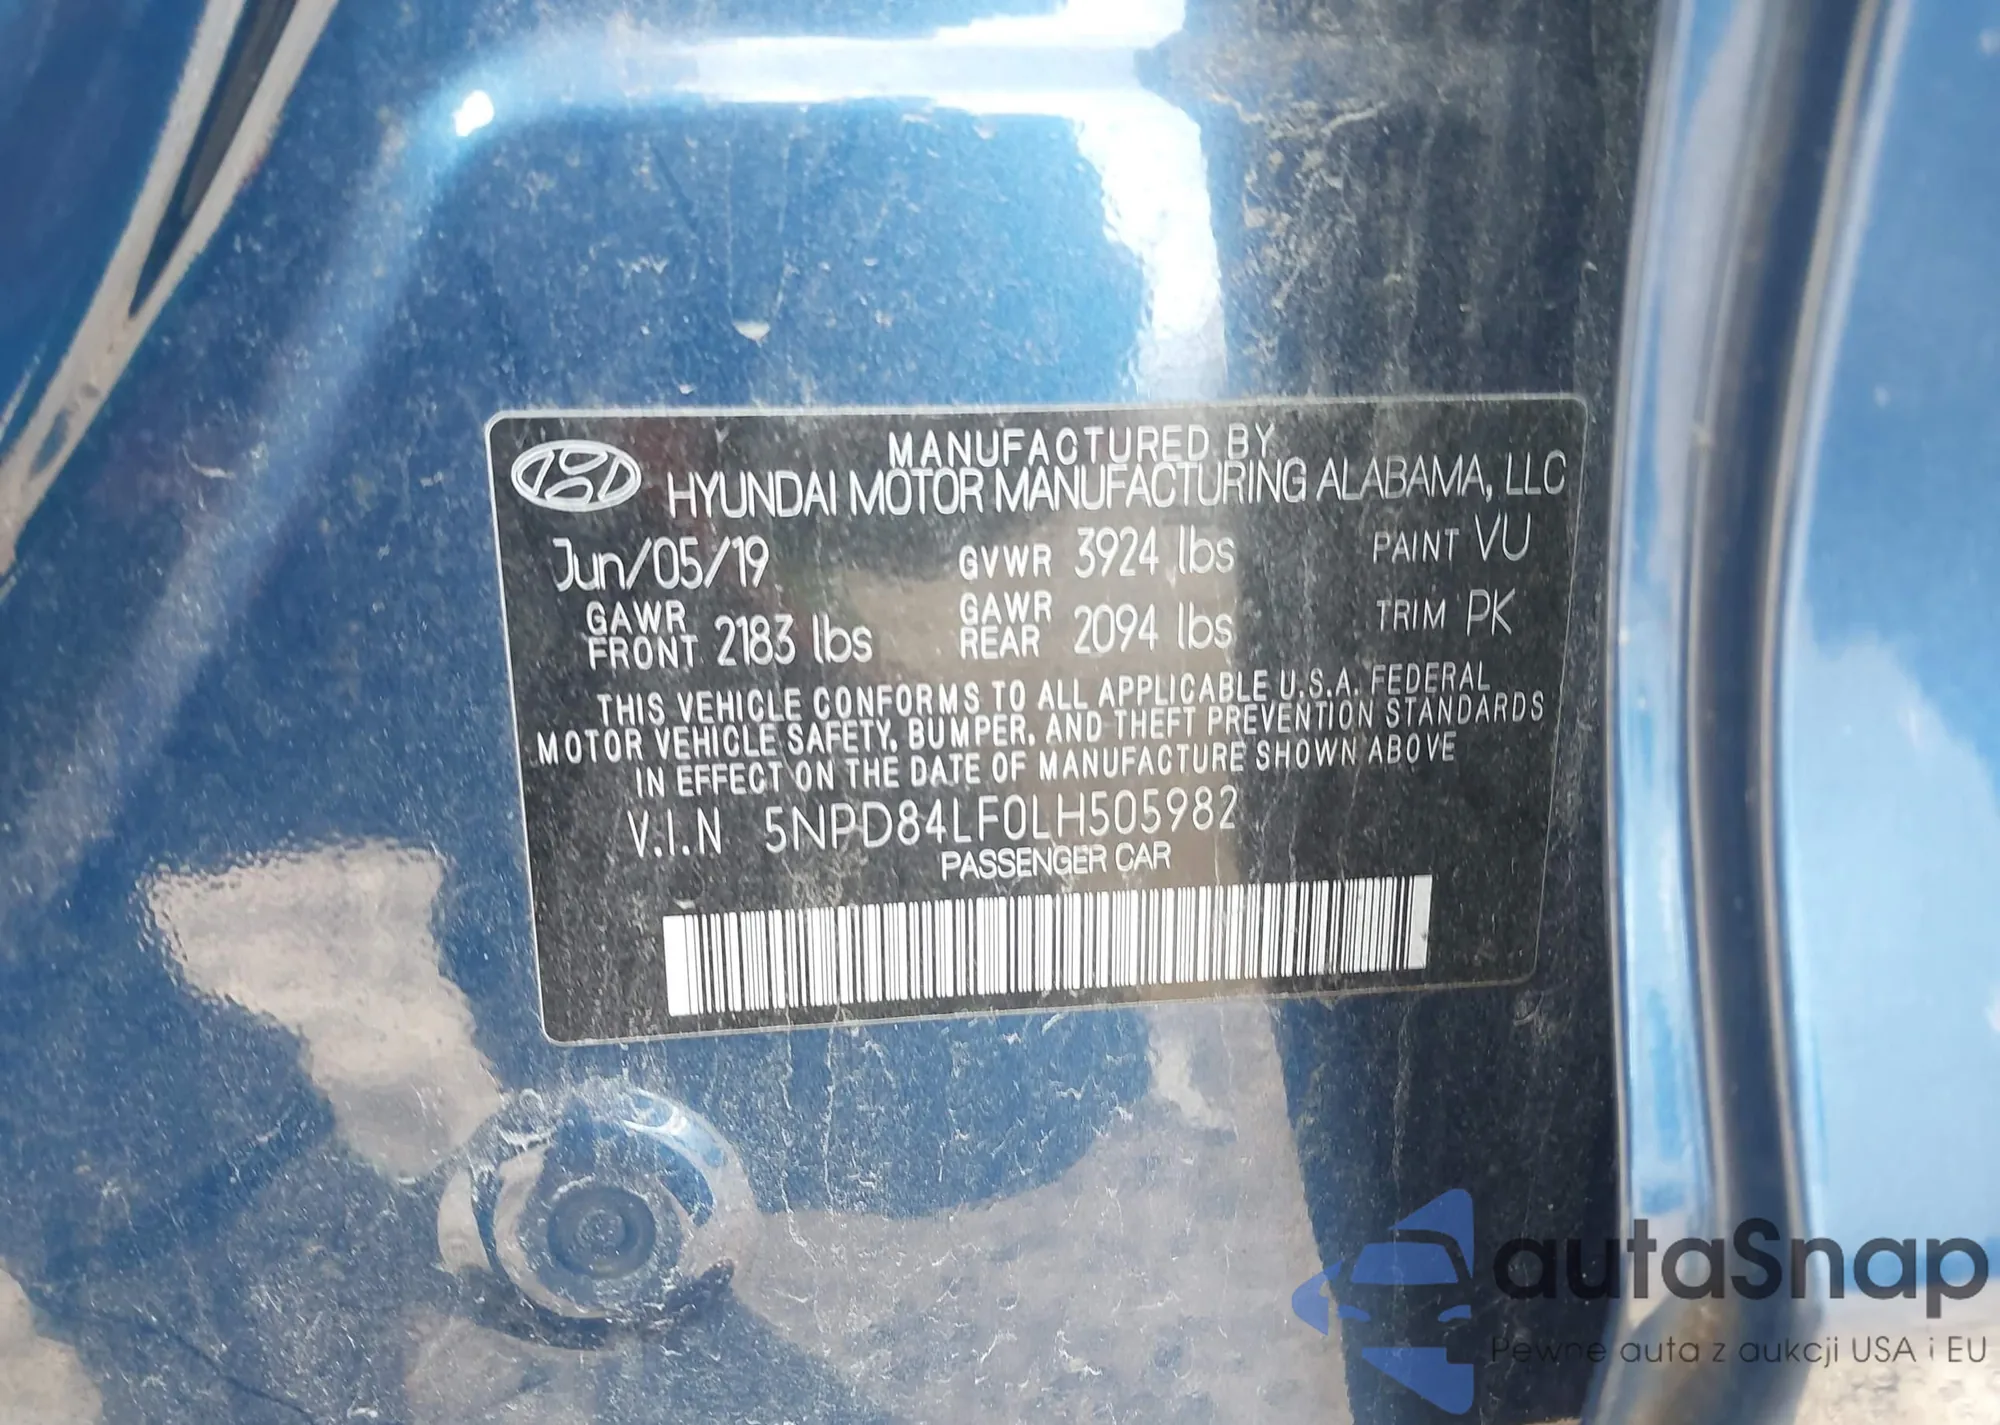 MANUFACTURED BY
HYUNDAI MOTOR MANUFACTURING ALABAMA, LLC
Jun/05/19 GVWR 3924 lbs PAINT VU
GAWR FRONT 2183 lbs GAWR REAR 2094 lbs TRIM PK
THIS VEHICLE CONFORMS TO ALL APPLICABLE U.S.A. FEDERAL
MOTOR VEHICLE SAFETY, BUMPER, AND THEFT PREVENTION STANDARDS
IN EFFECT ON THE DATE OF MANUFACTURE SHOWN ABOVE
V.I.N 5NPD84LF0LH505982
PASSENGER CAR
autaSnap
Pewne auta z aukcji USA i EU